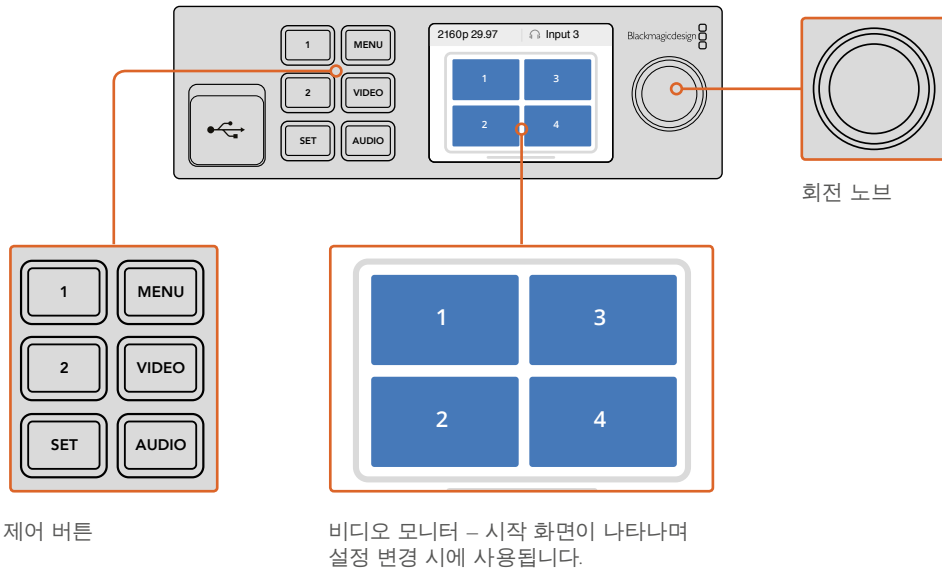 1
MENU
2160p 29.97
Input 3
Blackmagicdesign
2
VIDEO
SET
AUDIO
1
3
2
4
회전 노브
1
MENU
2
VIDEO
SET
AUDIO
1
3
2
4
제어 버튼
비디오 모니터 – 시작 화면이 나타나며
설정 변경 시에 사용됩니다.